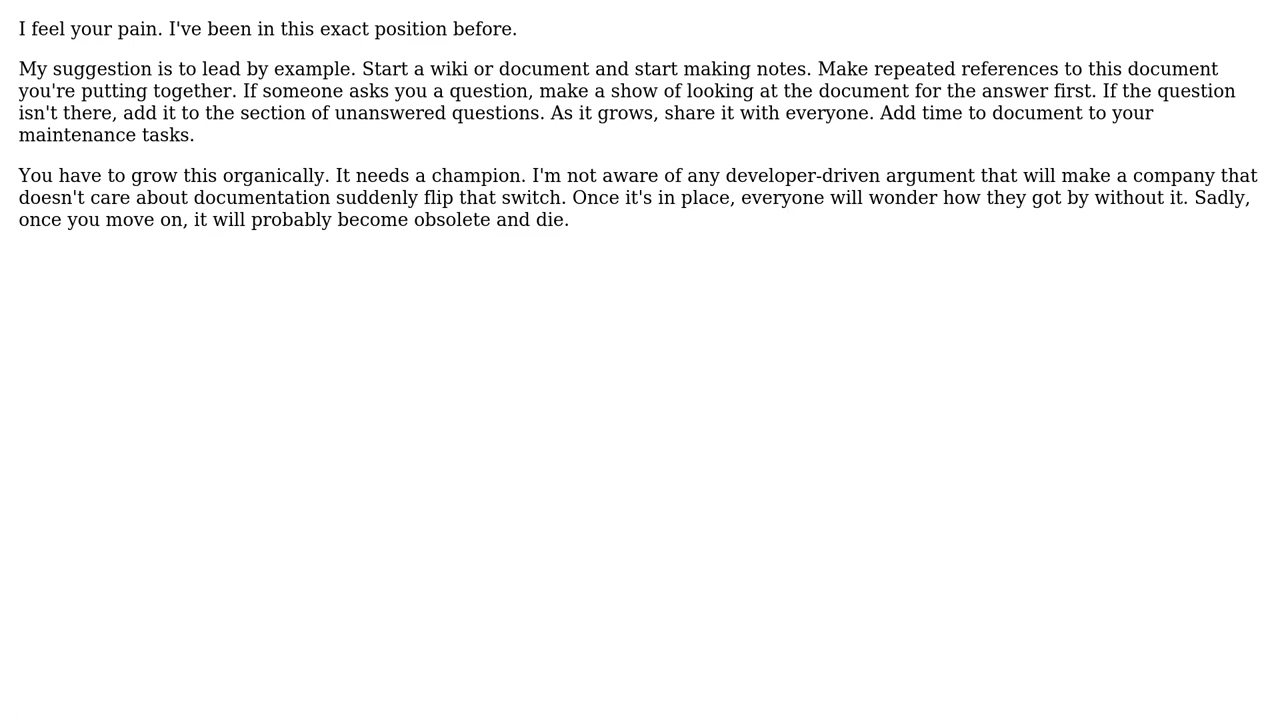 I feel your pain. I've been in this exact position before.
My suggestion is to lead by example. Start a wiki or document and start making notes. Make repeated references to this document
you're putting together. If someone asks you a question, make a show of looking at the document for the answer first. If the question
isn't there, add it to the section of unanswered questions. As it grows, share it with everyone. Add time to document to your
maintenance tasks.
You have to grow this organically. It needs a champion. I'm not aware of any developer-driven argument that will make a company that
doesn't care about documentation suddenly flip that switch. Once it's in place, everyone will wonder how they got by without it. Sadly,
once you move on, it will probably become obsolete and die.